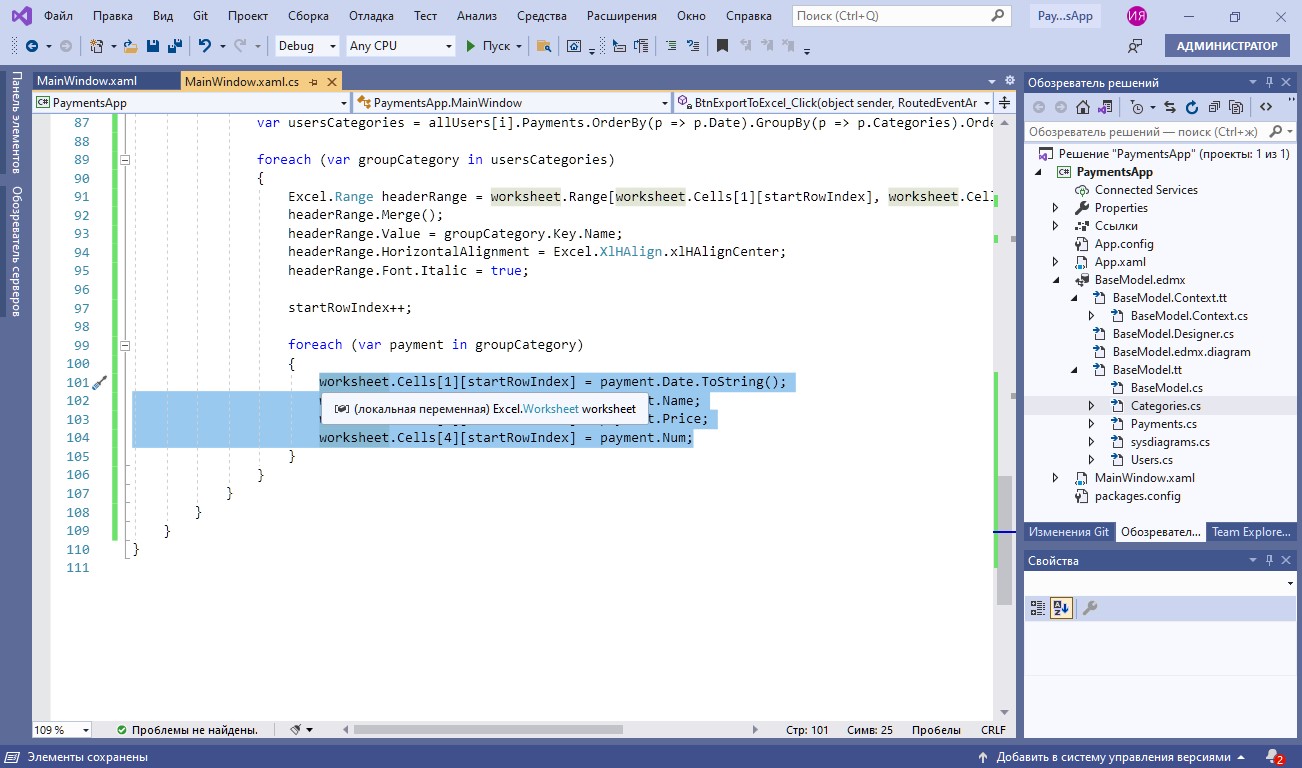 Файл Правка Вид Git Проект Сборка Отладка Тест Анализ Средства Расширения Окно Справка Поиск (Ctrl+Q) Pay...sApp ИЯ
Debug Any CPU Пуск АДМИНИСТРАТОР
Панель элементов
Обозреватель серверов
MainWindow.xaml MainWindow.xaml.cs
PaymentsApp PaymentsApp.MainWindow BtnExportToExcel_Click(object sender, RoutedEventAr
87 var usersCategories = allUsers[i].Payments.OrderBy(p => p.Date).GroupBy(p => p.Categories).Orde
88
89 foreach (var groupCategory in usersCategories)
90 {
91 Excel.Range headerRange = worksheet.Range[worksheet.Cells[1][startRowIndex], worksheet.Cell
92 headerRange.Merge();
93 headerRange.Value = groupCategory.Key.Name;
94 headerRange.HorizontalAlignment = Excel.XlHAlign.xlHAlignCenter;
95 headerRange.Font.Italic = true;
96
97 startRowIndex++;
98
99 foreach (var payment in groupCategory)
100 {
101 worksheet.Cells[1][startRowIndex] = payment.Date.ToString();
102 t.Name;
(локальная переменная) Excel.Worksheet worksheet
103 t.Price;
104 worksheet.Cells[4][startRowIndex] = payment.Num;
105 }
106 }
107 }
108 }
109 }
110 }
111
109 % Проблемы не найдены. Стр: 101 Симв: 25 Пробелы CRLF
Обозреватель решений
Обозреватель решений — поиск (Ctrl+ж)
Решение "PaymentsApp" (проекты: 1 из 1)
PaymentsApp
Connected Services
Properties
Ссылки
App.config
App.xaml
BaseModel.edmx
BaseModel.Context.tt
BaseModel.Context.cs
BaseModel.Designer.cs
BaseModel.edmx.diagram
BaseModel.tt
BaseModel.cs
Categories.cs
Payments.cs
sysdiagrams.cs
Users.cs
MainWindow.xaml
packages.config
Изменения Git Обозревател... Team Explore...
Свойства
Элементы сохранены Добавить в систему управления версиями 2